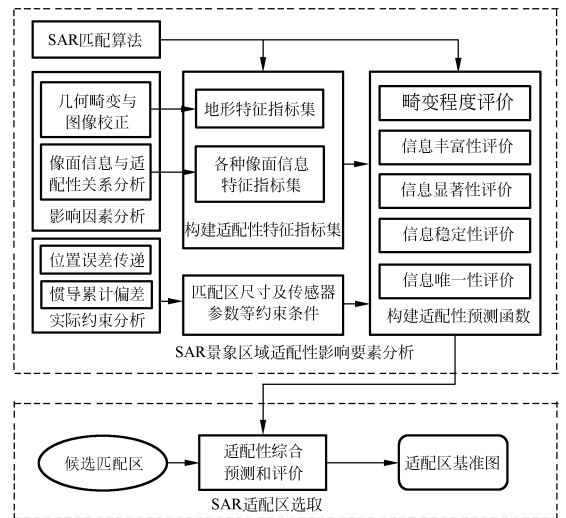 SAR匹配算法
几何畸变与
图像校正
像面信息与适
配性关系分析
影响因素分析
地形特征指标集
各种像面信息
特征指标集
构建适配性特征指标集
畸变程度评价
信息丰富性评价
信息显著性评价
信息稳定性评价
信息唯一性评价
构建适配性预测函数
位置误差传递
惯导累计偏差
实际约束分析
匹配区尺寸及传感器
参数等约束条件
SAR景象区域适配性影响要素分析
候选匹配区
适配性综合
预测和评价
适配区基准图
SAR适配区选取